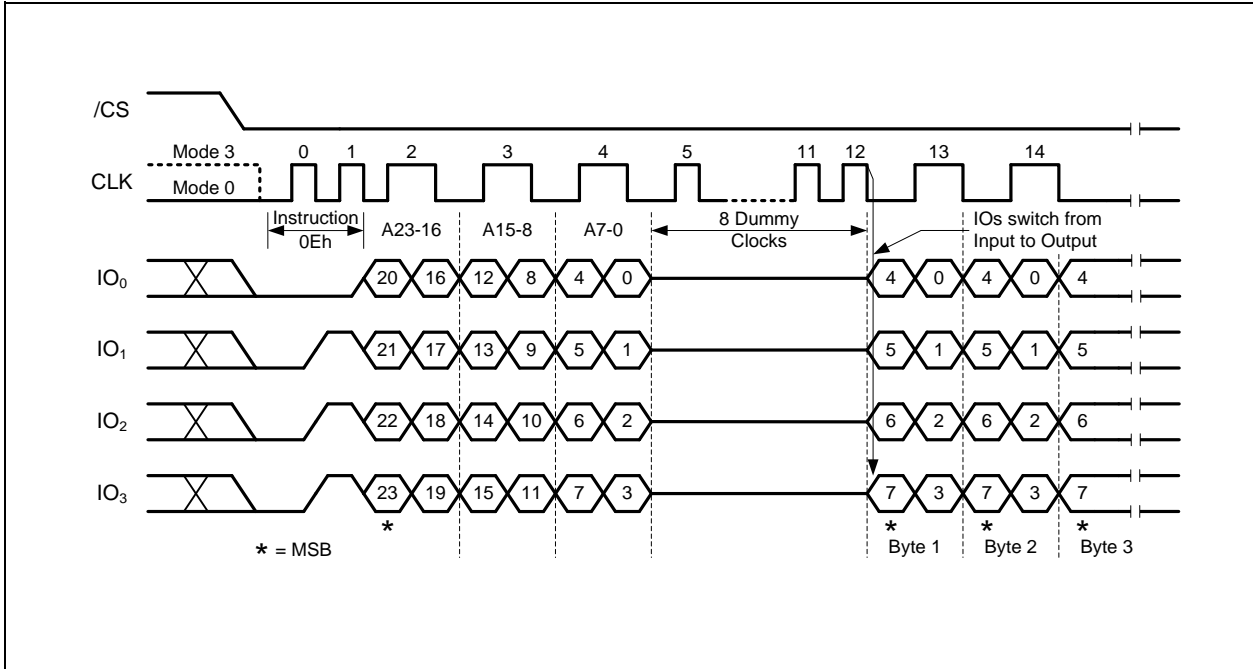 /CS
Mode 3 0 1 2 3 4 5 11 12 13 14
CLK
Mode 0
Instruction
0Eh
A23-16 A15-8 A7-0
8 Dummy
Clocks
IOs switch from
Input to Output
IO₀ 20 16 12 8 4 0 4 0 4 0 4
IO₁ 21 17 13 9 5 1 5 1 5 1 5
IO₂ 22 18 14 10 6 2 6 2 6 2 6
IO₃ 23 19 15 11 7 3 7 3 7 3 7
* * * *
* = MSB
Byte 1 Byte 2 Byte 3